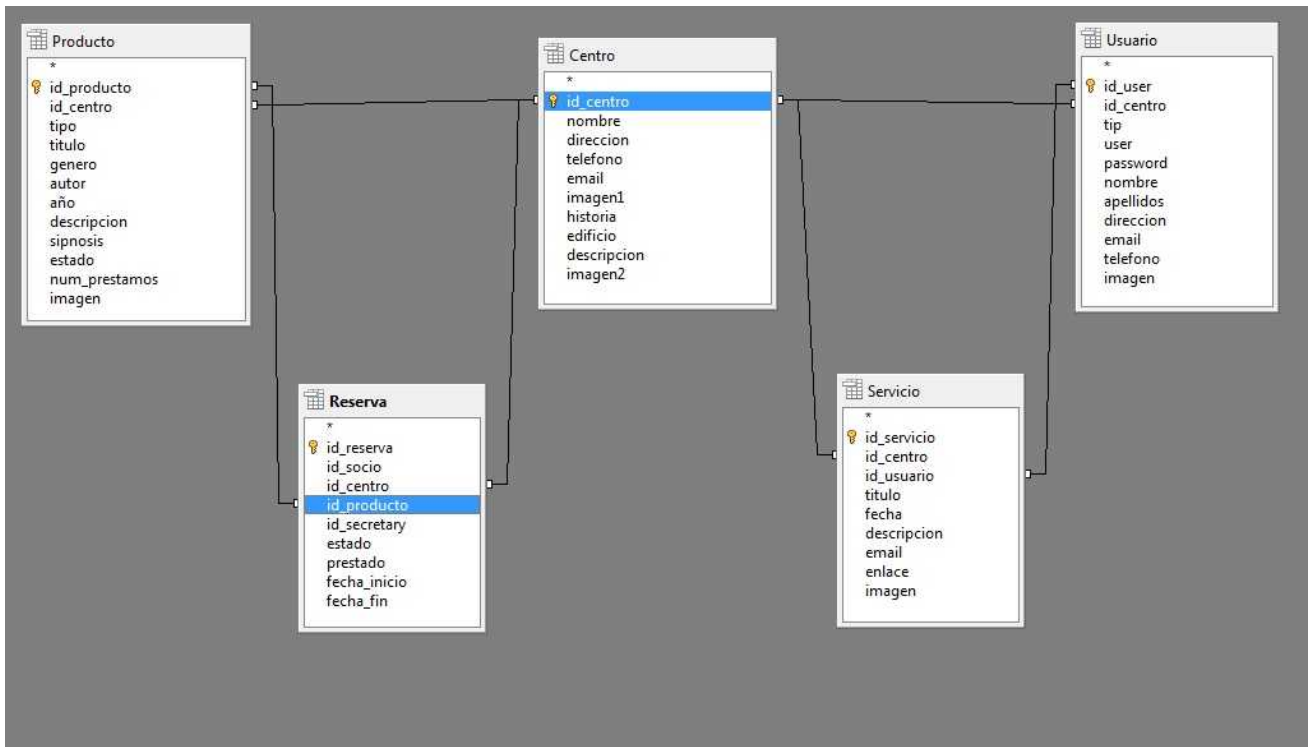 Producto
*
id_producto
id_centro
tipo
titulo
genero
autor
año
descripcion
sipnosis
estado
num_prestamos
imagen
Centro
*
id_centro
nombre
direccion
telefono
email
imagen1
historia
edificio
descripcion
imagen2
Usuario
*
id_user
id_centro
tip
user
password
nombre
apellidos
direccion
email
telefono
imagen
Reserva
*
id_reserva
id_socio
id_centro
id_producto
id_secretary
estado
prestado
fecha_inicio
fecha_fin
Servicio
*
id_servicio
id_centro
id_usuario
titulo
fecha
descripcion
email
enlace
imagen